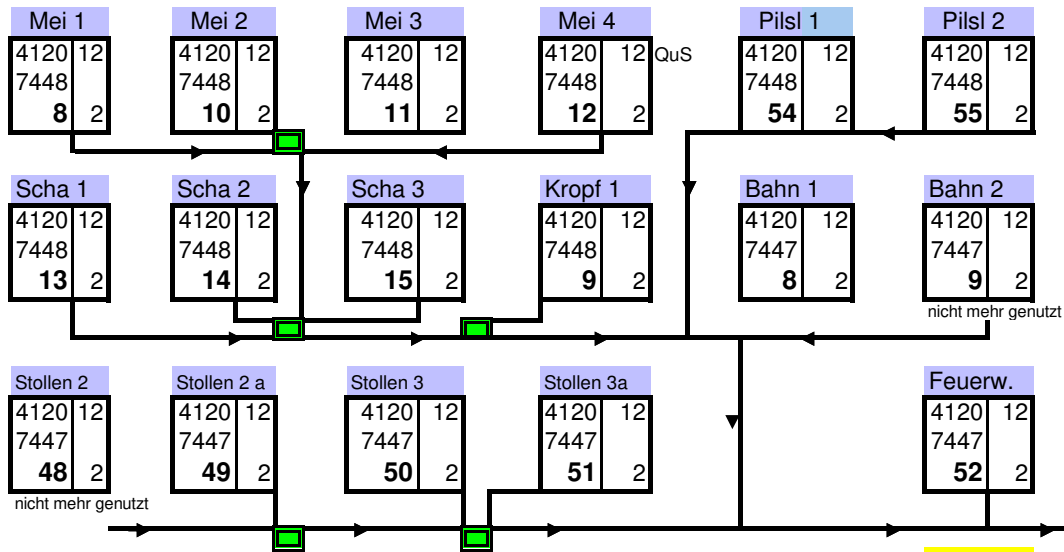 Mei 1 Mei 2 Mei 3 Mei 4 Pilsl 1 Pilsl 2
4120 12 4120 12 4120 12 4120 12 QuS 4120 12 4120 12
7448 7448 7448 7448 7448 7448
8 2 10 2 11 2 12 2 54 2 55 2
Scha 1 Scha 2 Scha 3 Kropf 1 Bahn 1 Bahn 2
4120 12 4120 12 4120 12 4120 12 4120 12 4120 12
7448 7448 7448 7448 7447 7447
13 2 14 2 15 2 9 2 8 2 9 2
nicht mehr genutzt
Stollen 2 Stollen 2 a Stollen 3 Stollen 3a Feuerw.
4120 12 4120 12 4120 12 4120 12 4120 12
7447 7447 7447 7447 7447
48 2 49 2 50 2 51 2 52 2
nicht mehr genutzt